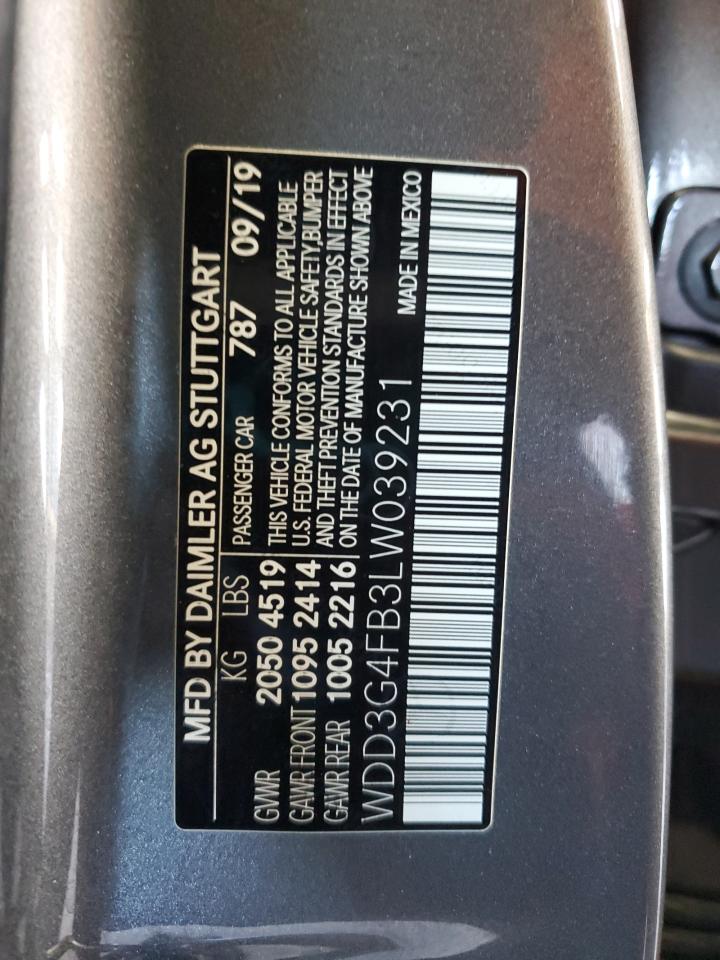 MFD BY DAIMLER AG STUTTGART
KG LBS PASSENGER CAR 787 09/19
GVWR 2050 4519 THIS VEHICLE CONFORMS TO ALL APPLICABLE
GAWR FRONT 1095 2414 U.S. FEDERAL MOTOR VEHICLE SAFETY,BUMPER
GAWR REAR 1005 2216 AND THEFT PREVENTION STANDARDS IN EFFECT
ON THE DATE OF MANUFACTURE SHOWN ABOVE
WDD3G4FB3LW039231 MADE IN MEXICO